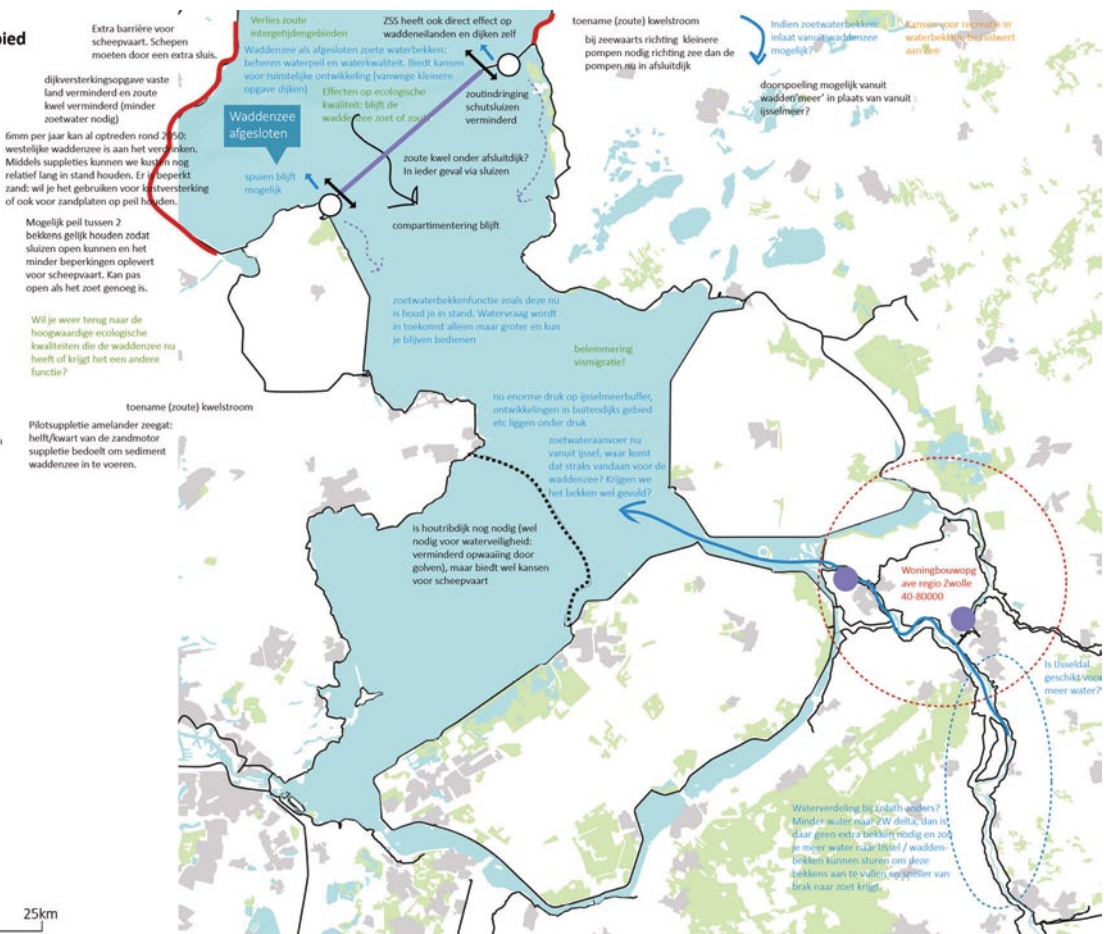 bied
Extra barrière voor
scheepvaart. Schepen
moeten door een extra sluis.
dijkversterkingsopgave vaste
land verminderd en zoute
kwel verminderd (minder
zoetwater nodig)
6mm per jaar kan al optreden rond 2050:
westelijke waddenzee is aan het verdrinken.
Middels suppleties kunnen we kusten nog
relatief lang in stand houden. Er is beperkt
zand: wil je het gebruiken voor kustversterking
of ook voor zandplaten op peil houden.
Mogelijk peil tussen 2
bekkens gelijk houden zodat
sluizen open kunnen en het
minder beperkingen oplevert
voor scheepvaart. Kan pas
open als het zoet genoeg is.
Wil je weer terug naar de
hoogwaardige ecologische
kwaliteiten die de waddenzee nu
heeft of krijgt het een andere
functie?
toename (zoute) kwelstroom
Pilotsuppletie amelander zeegat:
helft/kwart van de zandmotor
suppletie bedoelt om sediment
waddenzee in te voeren.
Verlies zoute
intergetijdengebieden
Waddenzee als afgesloten zoete waterbekken:
beheren waterpeil en waterkwaliteit. Biedt kansen
voor ruimtelijke ontwikkeling (vanwege kleinere
opgave dijken)
Effecten op ecologische
kwaliteit: blijft de
waddenzee zoet of zout
Waddenzee
afgesloten
spuien blijft
mogelijk
ZSS heeft ook direct effect op
waddeneilanden en dijken zelf
zoutindringing
schutsluizen
verminderd
zoute kwel onder afsluitdijk?
In ieder geval via sluizen
compartimentering blijft
toename (zoute) kwelstroom
bij zeewaarts richting kleinere
pompen nodig richting zee dan de
pompen nu in afsluitdijk
Indien zoetwaterbekken:
inlaat vanuit waddenzee
mogelijk?
Kansen voor recreatie in
waterbekken, bv holwert
aan zee
doorspoeling mogelijk vanuit
wadden'meer' in plaats van vanuit
ijsselmeer?
zoetwaterbekkenfunctie zoals deze nu
is houd je in stand. Watervraag wordt
in toekomst alleen maar groter en kun
je blijven bedienen
belemmering
vismigratie!
nu enorme druk op ijsselmeerbuffer,
ontwikkelingen in buitendijks gebied
etc liggen onder druk
zoetwateraanvoer nu
vanuit Ijssel, waar komt
dat straks vandaan voor de
waddenzee? Krijgen we
het bekken wel gevuld?
is houtribdijk nog nodig (wel
nodig voor waterveiligheid:
verminderd opwaaiing door
golven), maar biedt wel kansen
voor scheepvaart
Woningbouwopg
ave regio Zwolle
40-80000
Is IJsseldal
geschikt voor
meer water?
Waterverdeling bij Lobith anders?
Minder water naar ZW delta, dan is
daar geen extra bekken nodig en zou
je meer water naar IJssel / wadden-
bekken kunnen sturen om deze
bekkens aan te vullen en sneller van
brak naar zoet krijgt.
25km